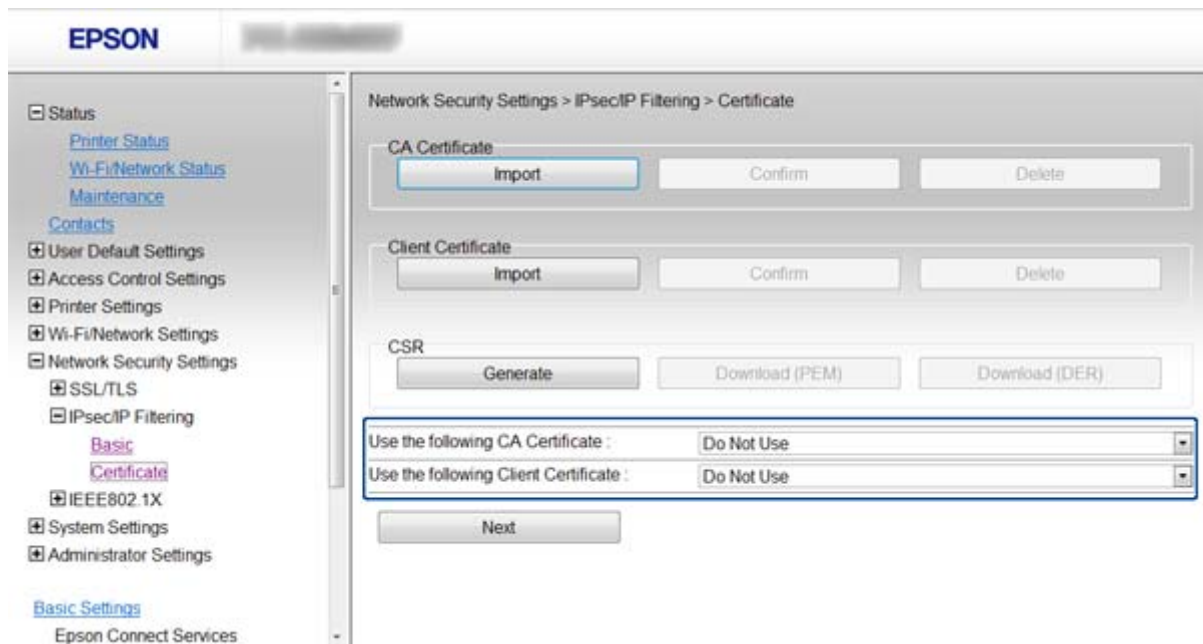 EPSON
Status
Printer Status
Wi-Fi/Network Status
Maintenance
Contacts
User Default Settings
Access Control Settings
Printer Settings
Wi-Fi/Network Settings
Network Security Settings
SSL/TLS
IPsec/IP Filtering
Basic
Certificate
IEEE802.1X
System Settings
Administrator Settings
Basic Settings
Epson Connect Services
Network Security Settings > IPsec/IP Filtering > Certificate
CA Certificate
Import Confirm Delete
Client Certificate
Import Confirm Delete
CSR
Generate Download (PEM) Download (DER)
Use the following CA Certificate : Do Not Use
Use the following Client Certificate : Do Not Use
Next